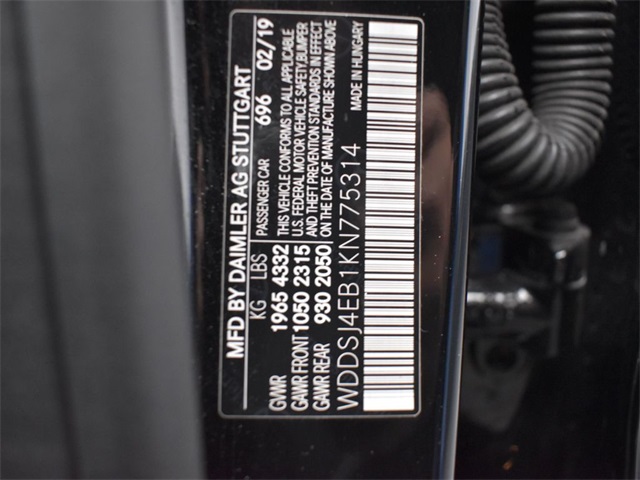 MFD BY DAIMLER AG STUTTGART
KG LBS PASSENGER CAR 696 02/19
GVWR 1965 4332 THIS VEHICLE CONFORMS TO ALL APPLICABLE
U.S. FEDERAL MOTOR VEHICLE SAFETY, BUMPER
GAWR FRONT 1050 2315 AND THEFT PREVENTION STANDARDS IN EFFECT
GAWR REAR 930 2050 ON DATE OF MANUFACTURE SHOWN ABOVE
WDDSJ4EB1KN775314 MADE IN HUNGARY